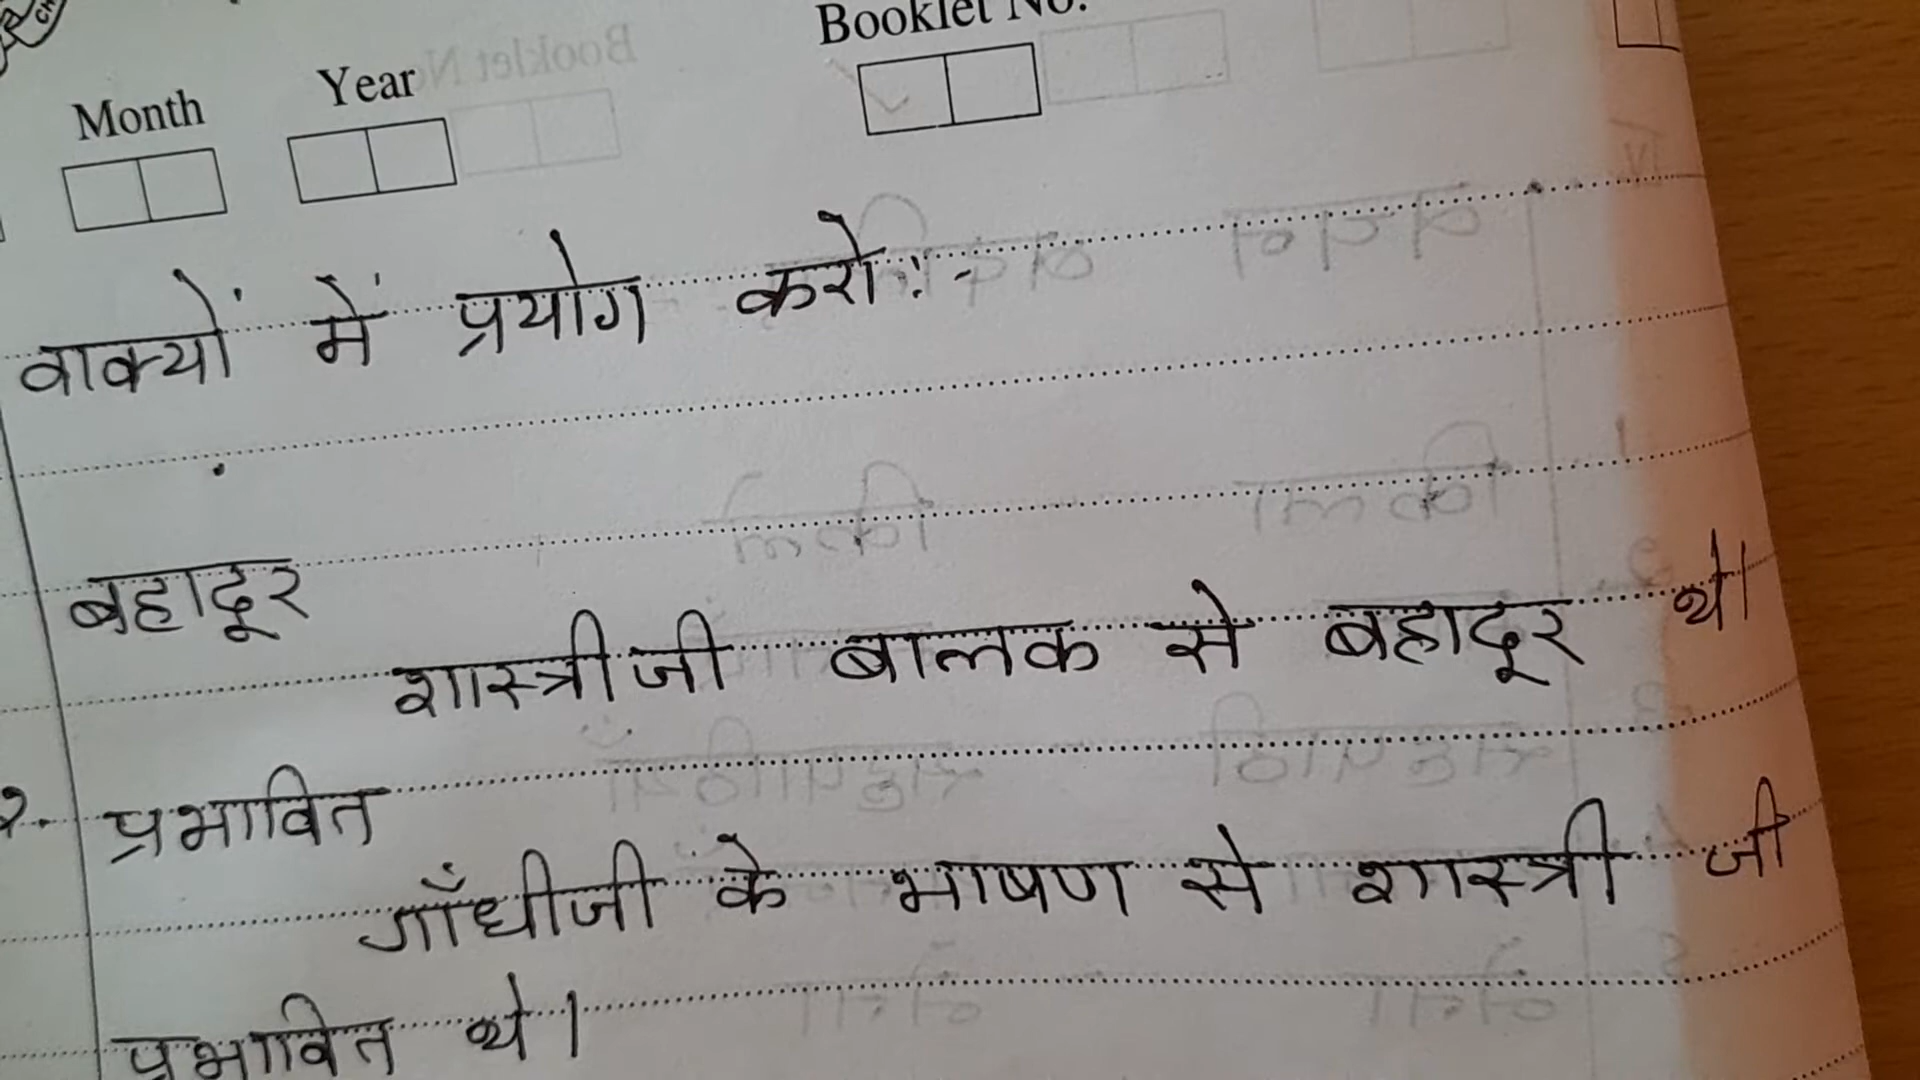 Booklet No.
Month Year
वाक्यों में प्रयोग करो :-
बहादूर
शास्त्रीजी बालक से बहादूर थे।
२. प्रभावित
गाँधीजी के भाषण से शास्त्री जी
प्रभावित थे।